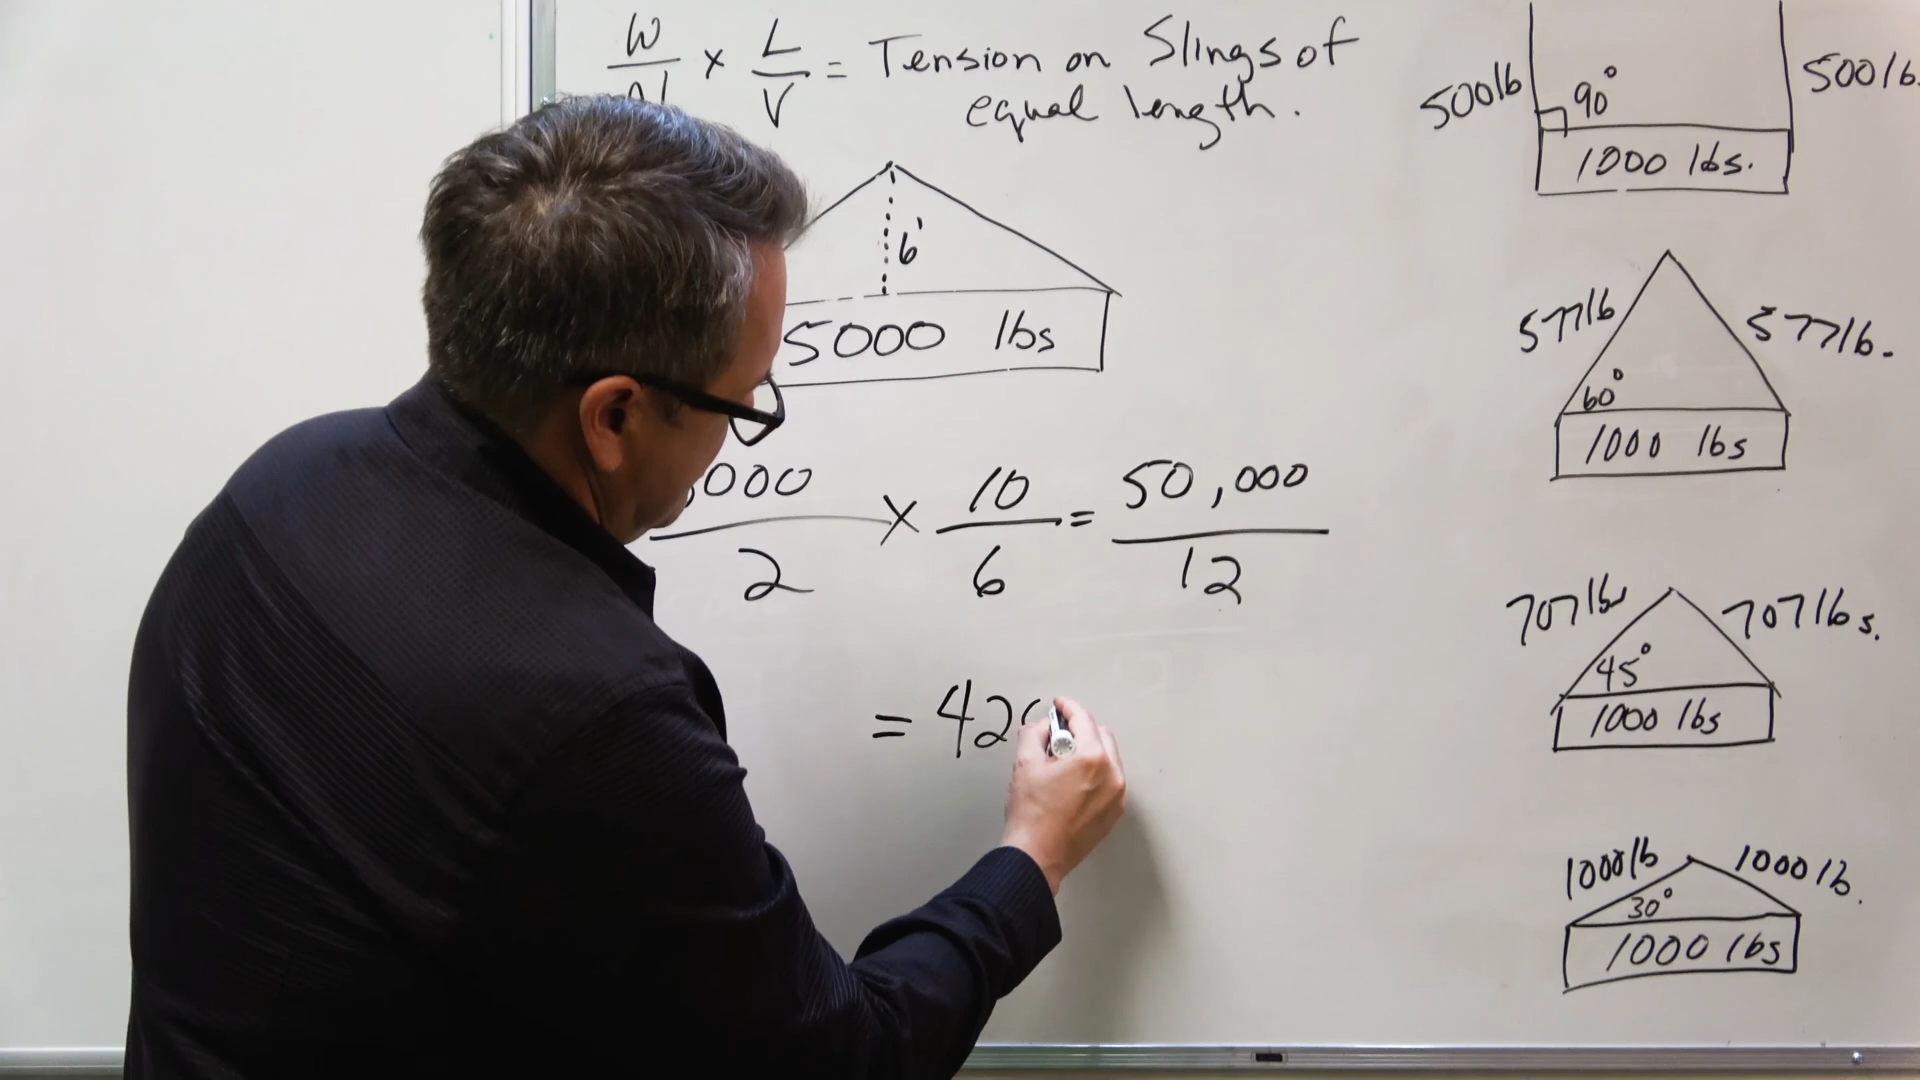 W/N × L/V = Tension on Slings of
equal length.
6'
5000 lbs
000/2 × 10/6 = 50,000/12
= 42
500lb 90° 500lb.
1000 lbs.
577lb 577lb.
60°
1000 lbs
707lbs 707lbs.
45°
1000 lbs
1000lb 1000lb.
30°
1000 lbs